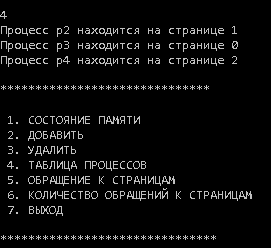 4
Процесс p2 находится на странице 1
Процесс p3 находится на странице 0
Процесс p4 находится на странице 2
******************************
1. СОСТОЯНИЕ ПАМЯТИ
2. ДОБАВИТЬ
3. УДАЛИТЬ
4. ТАБЛИЦА ПРОЦЕССОВ
5. ОБРАЩЕНИЕ К СТРАНИЦАМ
6. КОЛИЧЕСТВО ОБРАЩЕНИЙ К СТРАНИЦАМ
7. ВЫХОД
*******************************